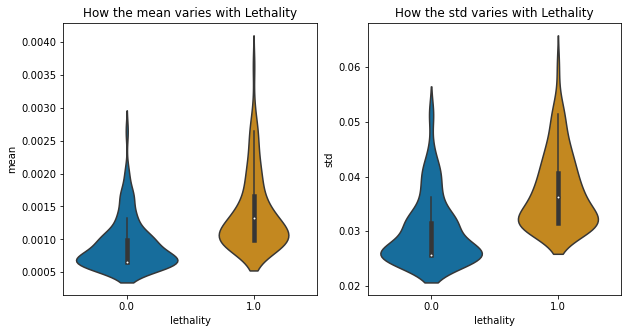 How the mean varies with Lethality
0.0040
0.0035
0.0030
0.0025
0.0020
0.0015
0.0010
0.0005
mean
0.0
1.0
lethality
How the std varies with Lethality
0.06
0.05
0.04
0.03
0.02
std
0.0
1.0
lethality